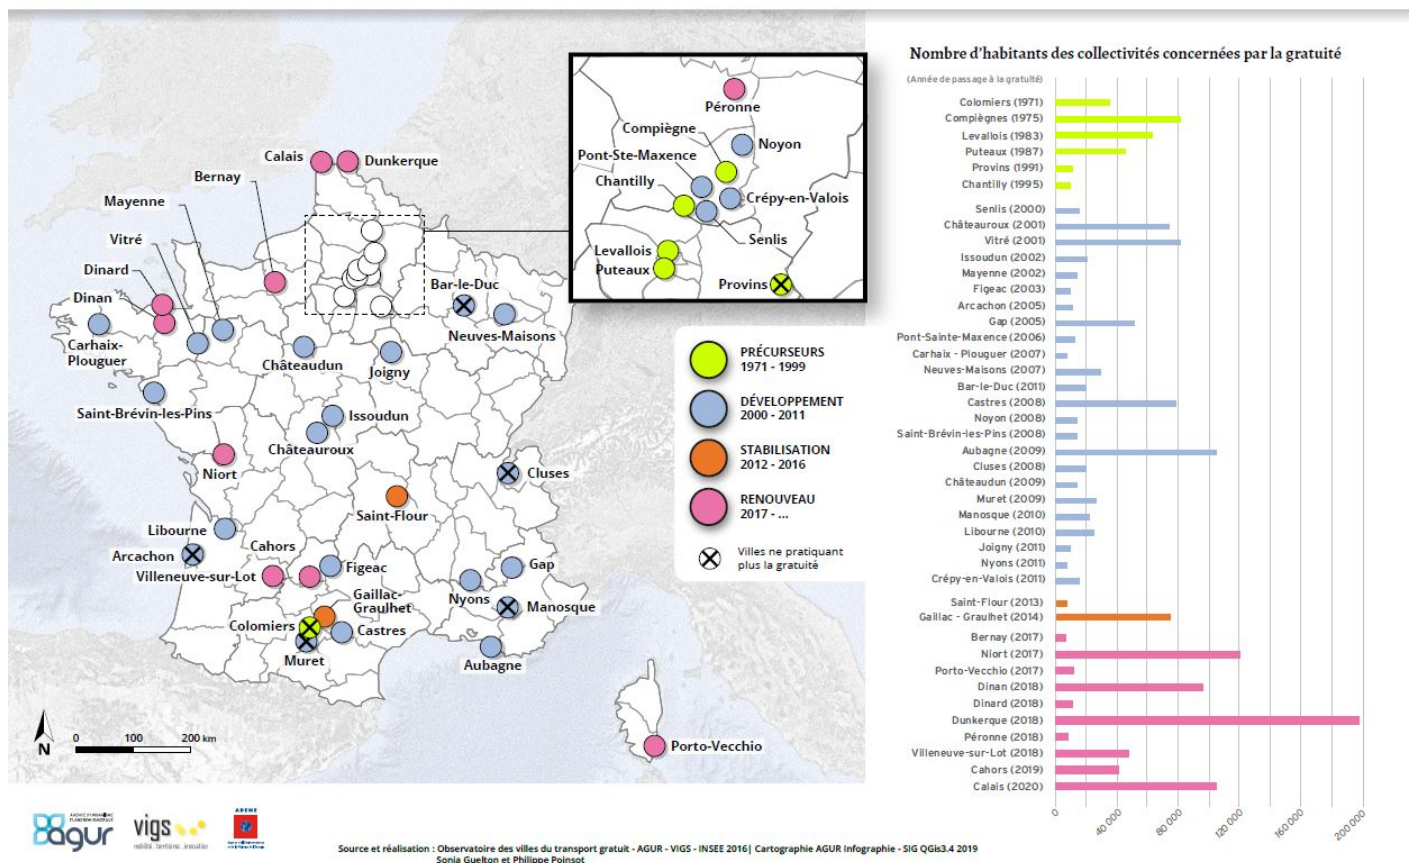 Nombre d'habitants des collectivités concernées par la gratuité
(Année de passage à la gratuité)
Colomiers (1971)
Compiègnes (1975)
Levallois (1983)
Puteaux (1987)
Provins (1991)
Chantilly (1995)
Senlis (2000)
Châteauroux (2001)
Vitré (2001)
Issoudun (2002)
Mayenne (2002)
Figeac (2003)
Arcachon (2005)
Gap (2005)
Pont-Sainte-Maxence (2006)
Carhaix - Plouguer (2007)
Neuves-Maisons (2007)
Bar-le-Duc (2011)
Castres (2008)
Noyon (2008)
Saint-Brévin-les-Pins (2008)
Aubagne (2009)
Cluses (2008)
Châteaudun (2009)
Muret (2009)
Manosque (2010)
Libourne (2010)
Joigny (2011)
Nyons (2011)
Crépy-en-Valois (2011)
Saint-Flour (2013)
Gaillac - Graulhet (2014)
Bernay (2017)
Niort (2017)
Porto-Vecchio (2017)
Dinan (2018)
Dinard (2018)
Dunkerque (2018)
Péronne (2018)
Villeneuve-sur-Lot (2018)
Cahors (2019)
Calais (2020)
0
40 000
80 000
120 000
160 000
200 000
Péronne
Compiègne
Noyon
Pont-Ste-Maxence
Chantilly
Crépy-en-Valois
Senlis
Levallois
Puteaux
Provins
Calais
Dunkerque
Bernay
Mayenne
Vitré
Dinard
Dinan
Carhaix-
Plouguer
Bar-le-Duc
Neuves-Maisons
Châteaudun
Joigny
Saint-Brévin-les-Pins
Issoudun
Châteauroux
Niort
Cluses
Saint-Flour
Libourne
Arcachon
Cahors
Villeneuve-sur-Lot
Figeac
Gap
Nyons
Manosque
Gaillac-
Graulhet
Colomiers
Castres
Muret
Aubagne
Porto-Vecchio
PRÉCURSEURS
1971 - 1999
DÉVELOPPEMENT
2000 - 2011
STABILISATION
2012 - 2016
RENOUVEAU
2017 - ...
Villes ne pratiquant
plus la gratuité
N
0 100 200 km
agur
vigs
mobilité . territoires . innovation
ADEME
Source et réalisation : Observatoire des villes du transport gratuit - AGUR - VIGS - INSEE 2016| Cartographie AGUR Infographie - SIG QGis3.4 2019
Sonia Guelton et Philippe Poinsot